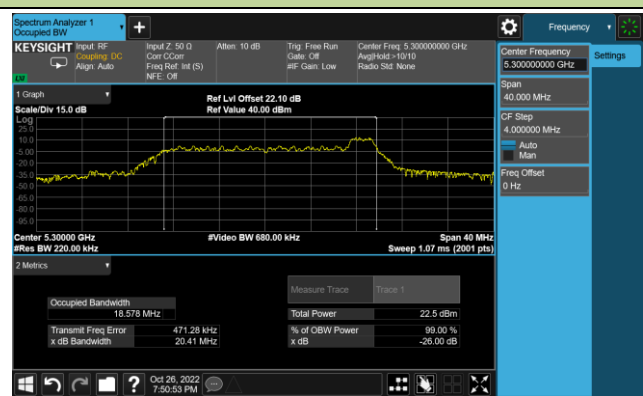 Spectrum Analyzer 1
Occupied BW
Frequency
KEYSIGHT
Input: RF
Coupling: DC
Align: Auto
Input Z: 50 Ω
Corr CCorr
Freq Ref: Int (S)
NFE: Off
Atten: 10 dB
Trig: Free Run
Gate: Off
#IF Gain: Low
Center Freq: 5.300000000 GHz
Avg|Hold:>10/10
Radio Std: None
LXI
Center Frequency
5.300000000 GHz
Settings
Span
40.000 MHz
CF Step
4.000000 MHz
Auto
Man
Freq Offset
0 Hz
1 Graph
Scale/Div 15.0 dB
Ref Lvl Offset 22.10 dB
Ref Value 40.00 dBm
Log
25.0
10.0
-5.00
-20.0
-35.0
-50.0
-65.0
-80.0
-95.0
Center 5.30000 GHz
#Res BW 220.00 kHz
#Video BW 680.00 kHz
Span 40 MHz
Sweep 1.07 ms (2001 pts)
2 Metrics
Measure Trace
Trace 1
Occupied Bandwidth
18.578 MHz
Total Power
22.5 dBm
Transmit Freq Error
471.28 kHz
% of OBW Power
99.00 %
x dB Bandwidth
20.41 MHz
x dB
-26.00 dB
Oct 26, 2022
7:50:53 PM